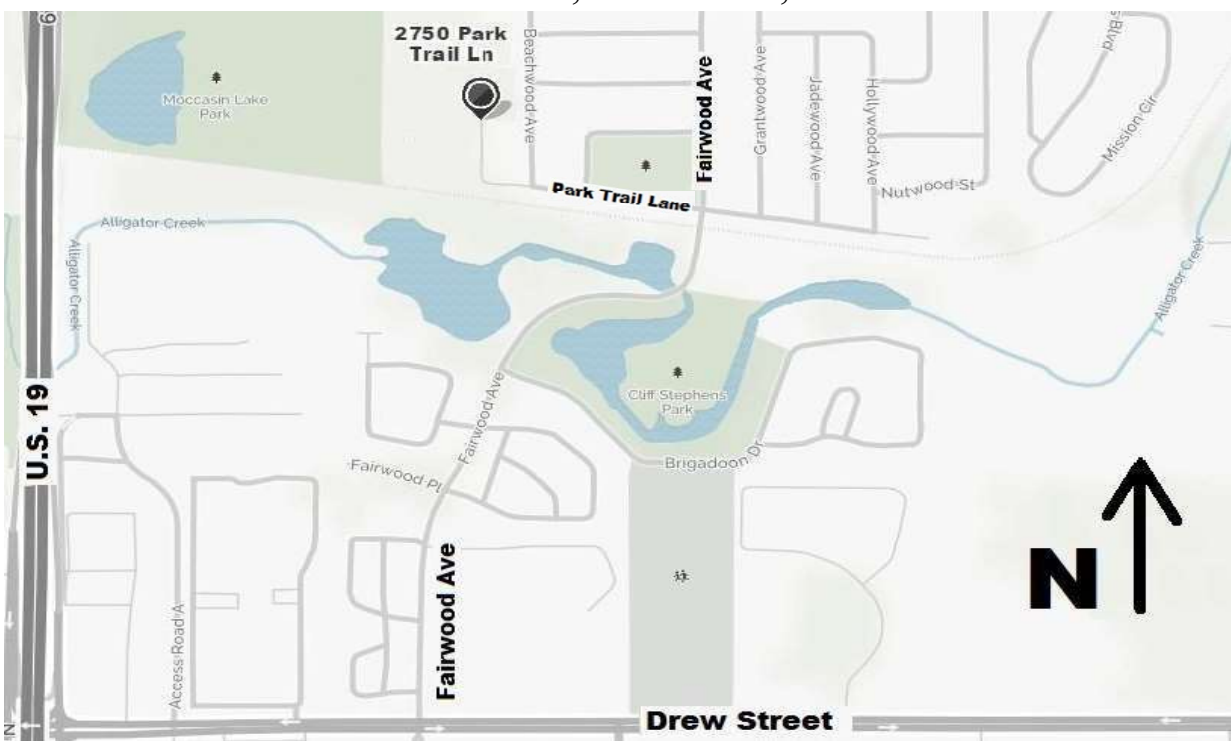 2750 Park
Trail Ln
Beachwood Ave
Fairwood Ave
Grantwood Ave
Jadewood Ave
Hollywood Ave
Blvd
Mission Cir
Moccasin Lake
Park
Nutwood St
Park Trail Lane
Alligator Creek
Alligator Creek
Alligator Creek
U.S. 19
Fairwood Ave
Cliff Stephens
Park
Brigadoon Dr
Fairwood Pl
Fairwood Ave
Access Road A
N
Drew Street
N